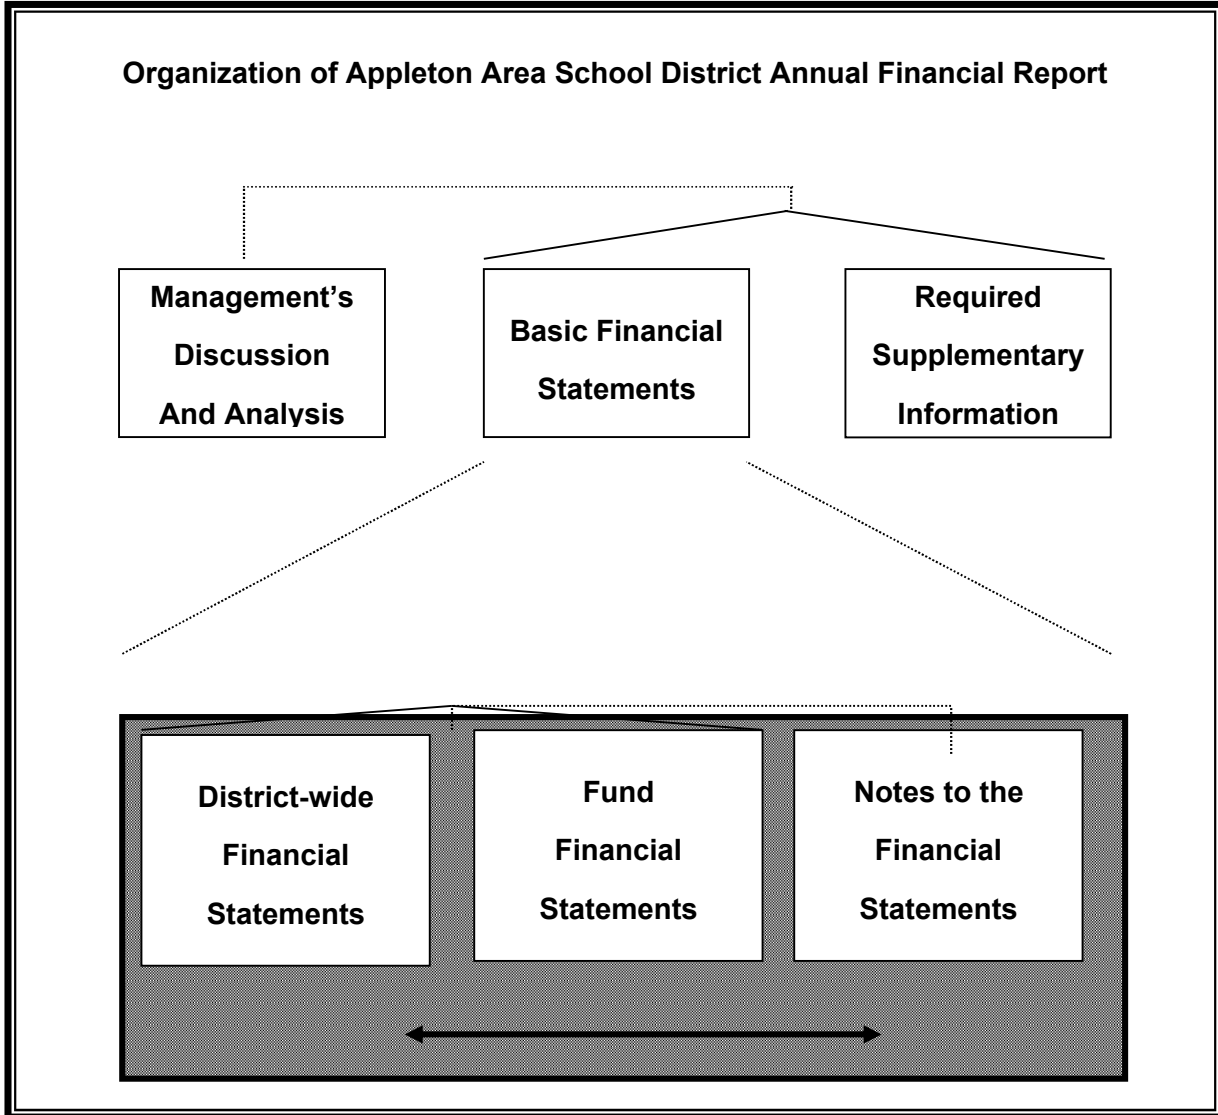 Organization of Appleton Area School District Annual Financial Report
Management’s
Discussion
And Analysis
Basic Financial
Statements
Required
Supplementary
Information
District-wide
Financial
Statements
Fund
Financial
Statements
Notes to the
Financial
Statements